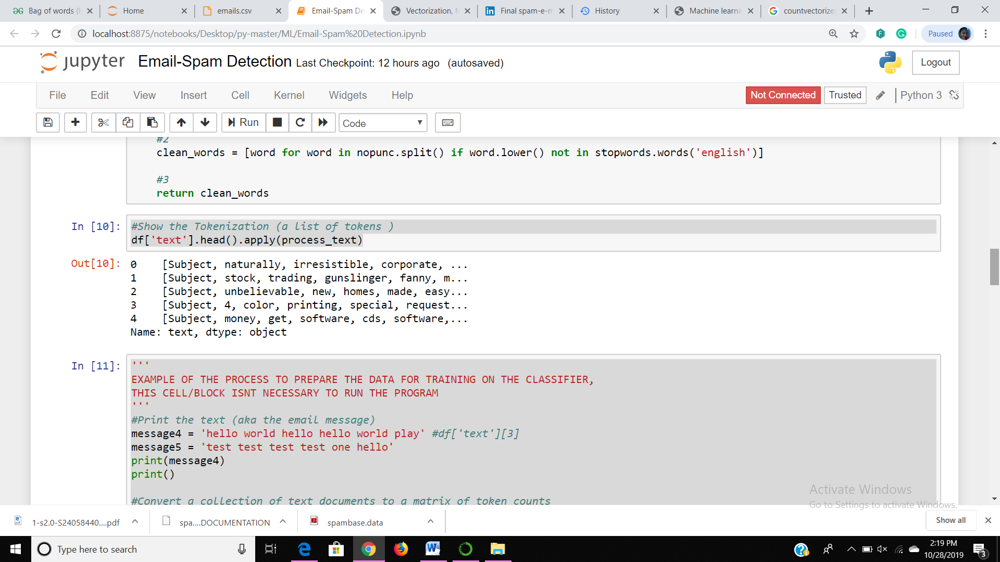 Bag of words (B
Home
emails.csv
Email-Spam De
Vectorization, M
Final spam-e-m
History
Machine learni
countvectorize
localhost:8875/notebooks/Desktop/py-master/ML/Email-Spam%20Detection.ipynb
Paused
jupyter Email-Spam Detection Last Checkpoint: 12 hours ago (autosaved)
Logout
File Edit View Insert Cell Kernel Widgets Help
Not Connected Trusted Python 3
Run Code
#2
clean_words = [word for word in nopunc.split() if word.lower() not in stopwords.words('english')]
#3
return clean_words
In [10]: #Show the Tokenization (a list of tokens )
df['text'].head().apply(process_text)
Out[10]: 0 [Subject, naturally, irresistible, corporate, ...
1 [Subject, stock, trading, gunslinger, fanny, m...
2 [Subject, unbelievable, new, homes, made, easy...
3 [Subject, 4, color, printing, special, request...
4 [Subject, money, get, software, cds, software,...
Name: text, dtype: object
In [11]: '''
EXAMPLE OF THE PROCESS TO PREPARE THE DATA FOR TRAINING ON THE CLASSIFIER,
THIS CELL/BLOCK ISNT NECESSARY TO RUN THE PROGRAM
'''
#Print the text (aka the email message)
message4 = 'hello world hello hello world play' #df['text'][3]
message5 = 'test test test test one hello'
print(message4)
print()
#Convert a collection of text documents to a matrix of token counts
Activate Windows
Go to Settings to activate Windows.
1-s2.0-S24058440....pdf
spa....DOCUMENTATION
spambase.data
Show all
Type here to search
2:19 PM
10/28/2019
3